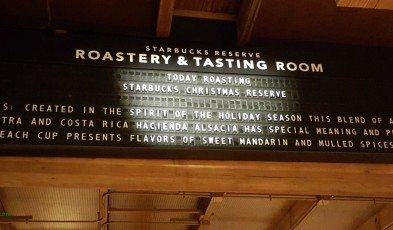 STARBUCKS RESERVE
ROASTERY & TASTING ROOM
TODAY ROASTING
STARBUCKS CHRISTMAS RESERVE
S: CREATED IN THE SPIRIT OF THE HOLIDAY SEASON THIS BLEND OF A
TRA AND COSTA RICA HACIENDA ALSACIA HAS SPECIAL MEANING AND P
EACH CUP PRESENTS FLAVORS OF SWEET MANDARIN AND MULLED SPICES